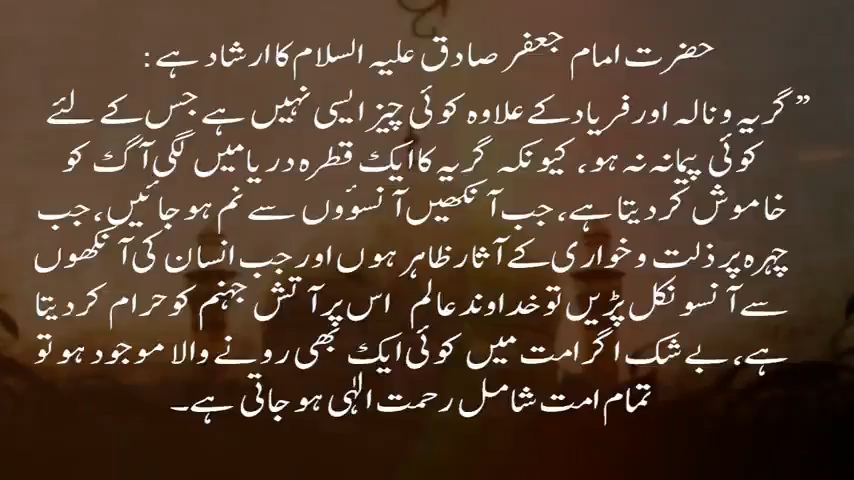 حضرت امام جعفر صادق علیہ السلام کا ارشاد ہے:
”گریہ و نالہ اور فریاد کے علاوہ کوئی چیز ایسی نہیں ہے جس کے لئے
کوئی پیمانہ نہ ہو، کیونکہ گریہ کا ایک قطرہ دریا میں لگی آگ کو
خاموش کر دیتا ہے، جب آنکھیں آنسوؤں سے نم ہو جائیں، جب
چہرہ پر ذلت و خواری کے آثار ظاہر ہوں اور جب انسان کی آنکھوں
سے آنسو نکل پڑیں تو خداوند عالم اس پر آتش جہنم کو حرام کر دیتا
ہے، بے شک اگر امت میں کوئی ایک بھی رونے والا موجود ہو تو
تمام امت شامل رحمت الٰہی ہو جاتی ہے۔